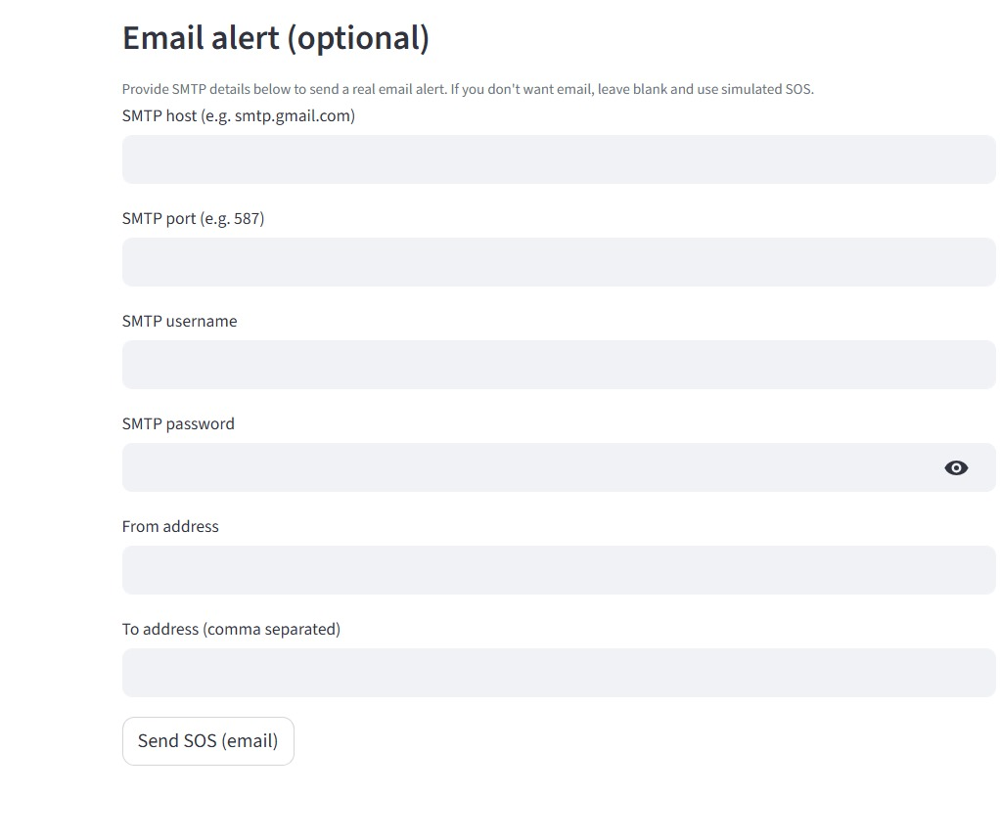 Email alert (optional)
Provide SMTP details below to send a real email alert. If you don't want email, leave blank and use simulated SOS.
SMTP host (e.g. smtp.gmail.com)
SMTP port (e.g. 587)
SMTP username
SMTP password
From address
To address (comma separated)
Send SOS (email)